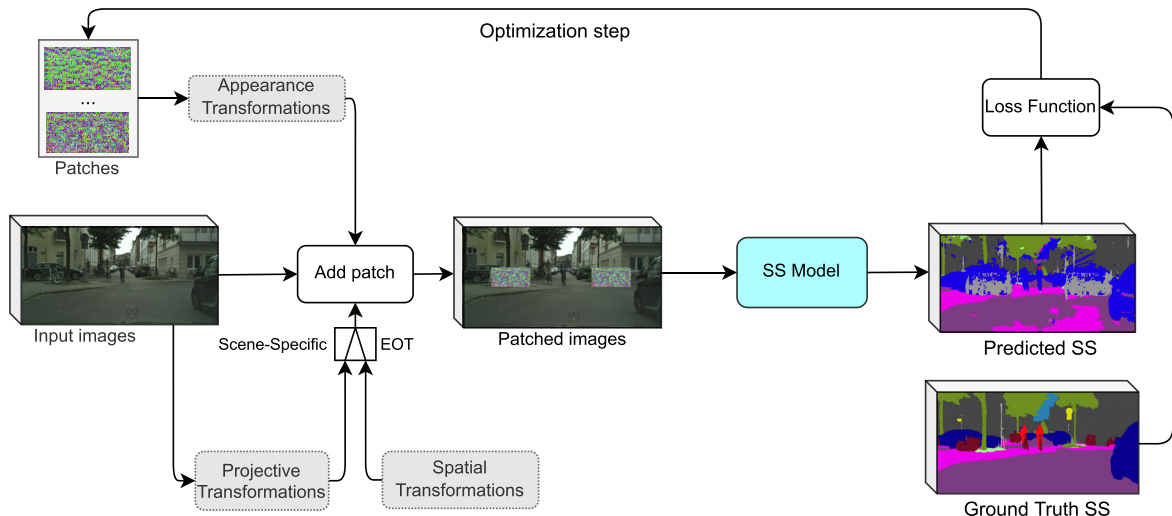 Optimization step
Appearance
Transformations
...
Patches
Loss Function
Add patch
SS Model
Input images
Scene-Specific
EOT
Patched images
Predicted SS
Projective
Transformations
Spatial
Transformations
Ground Truth SS